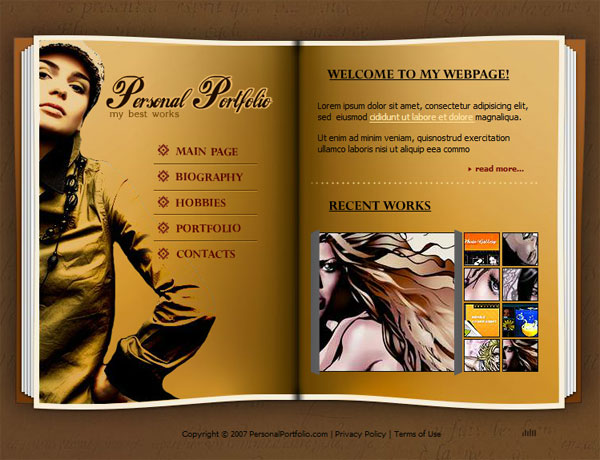 Personal Portfolio
my best works
MAIN PAGE
BIOGRAPHY
HOBBIES
PORTFOLIO
CONTACTS
WELCOME TO MY WEBPAGE!
Lorem ipsum dolor sit amet, consectetur adipisicing elit,
sed eiusmod cididunt ut labore et dolore magnaliqua.
Ut enim ad minim veniam, quisnostrud exercitation
ullamco laboris nisi ut aliquip eea commo
read more...
RECENT WORKS
Copyright © 2007 PersonalPortfolio.com | Privacy Policy | Terms of Use